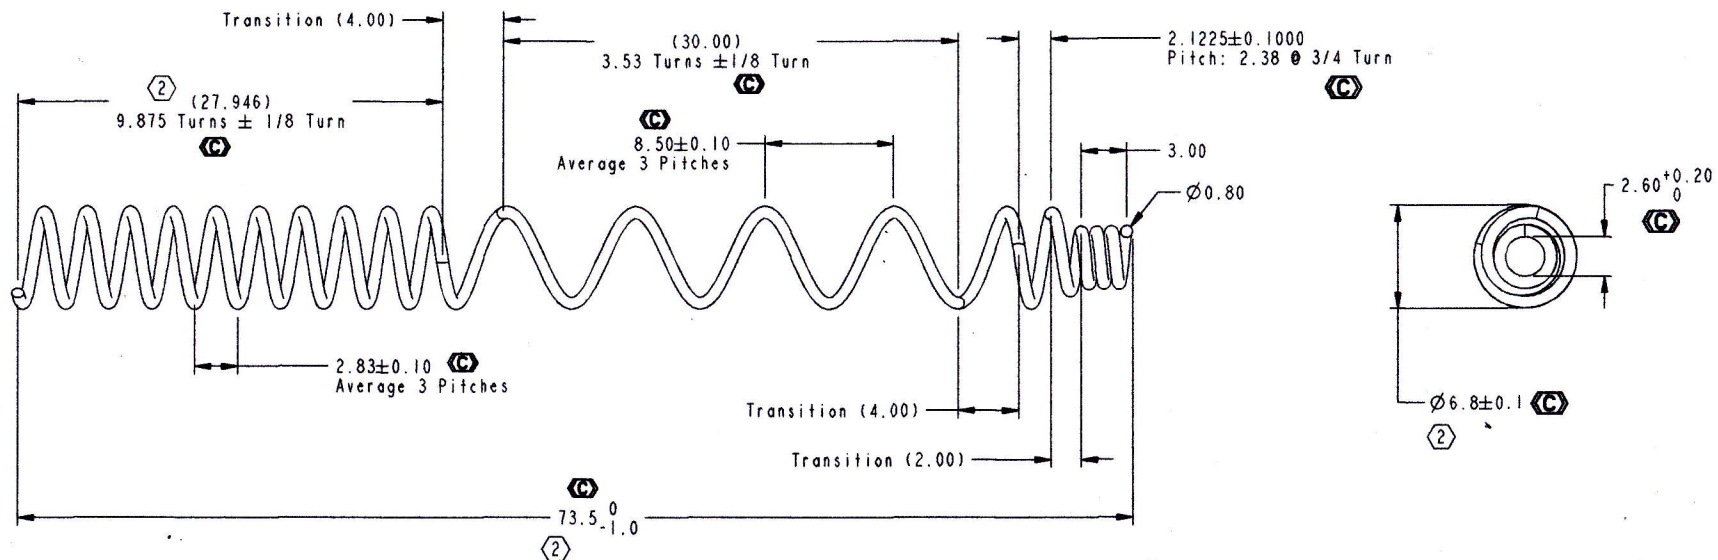 Transition (4.00)
(30.00)
3.53 Turns ±1/8 Turn
C
2.1225±0.1000
Pitch: 2.38 @ 3/4 Turn
C
2
(27.946)
9.875 Turns ± 1/8 Turn
C
C
8.50±0.10
Average 3 Pitches
3.00
Ø0.80
2.60 +0.20 0
C
2.83±0.10 C
Average 3 Pitches
Transition (4.00)
Transition (2.00)
Ø6.8±0.1 C
2
C
73.5 0 -1.0
2